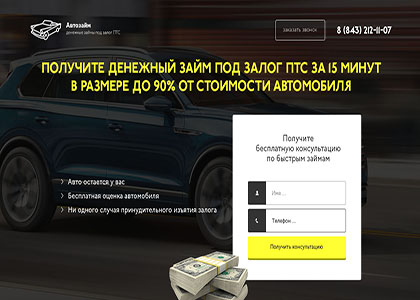 Автозайм
денежные займы под залог ПТС
заказать звонок
8 (843) 212-11-07
ПОЛУЧИТЕ ДЕНЕЖНЫЙ ЗАЙМ ПОД ЗАЛОГ ПТС ЗА 15 МИНУТ
В РАЗМЕРЕ ДО 90% ОТ СТОИМОСТИ АВТОМОБИЛЯ
Авто остается у вас
Бесплатная оценка автомобиля
Ни одного случая принудительного изъятия залога
Получите
бесплатную консультацию
по быстрым займам
Имя ...
Телефон ...
Получить консультацию